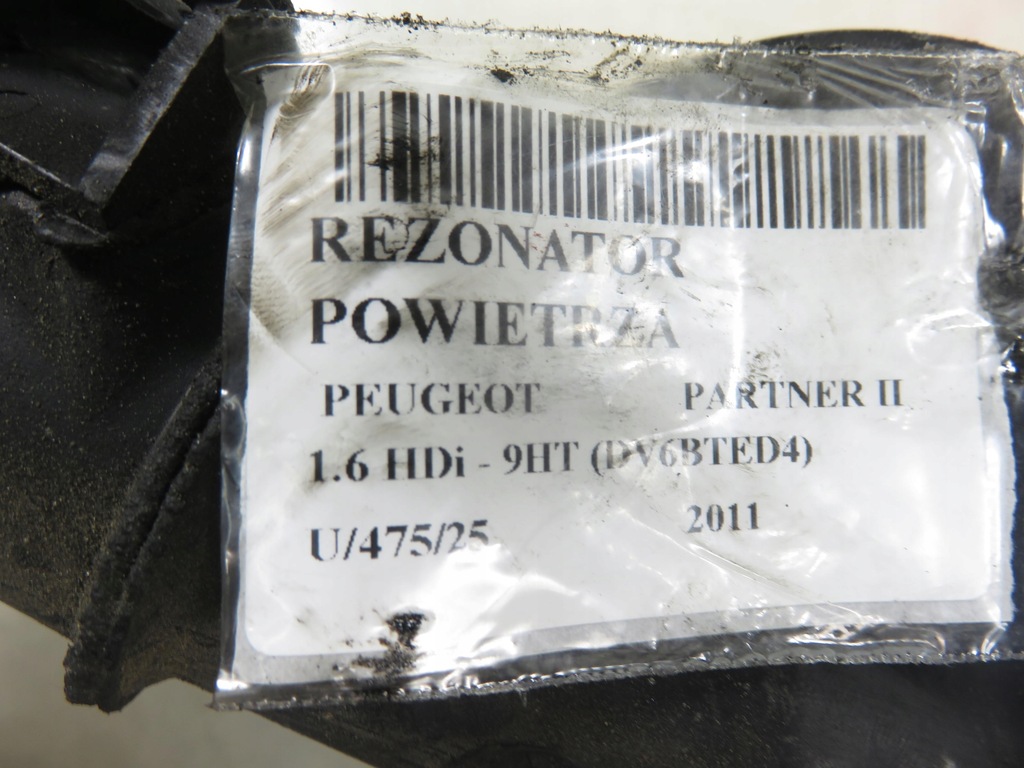 REZONATOR
POWIETRZA
PEUGEOT PARTNER II
1.6 HDi - 9HT (DV6BTED4)
U/475/25 2011